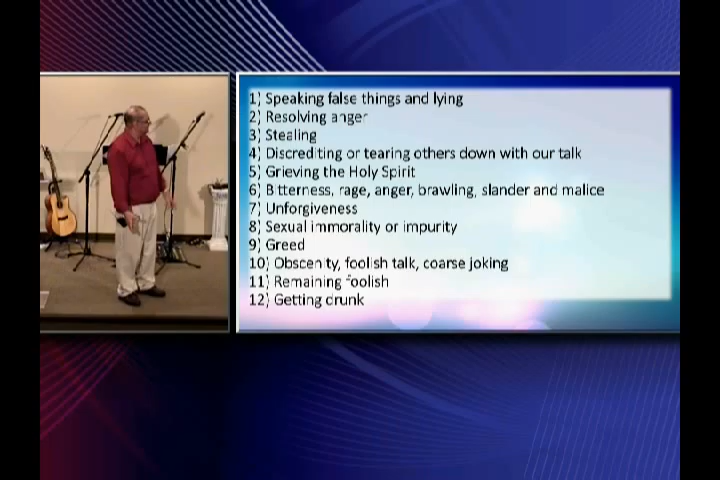 1) Speaking false things and lying
2) Resolving anger
3) Stealing
4) Discrediting or tearing others down with our talk
5) Grieving the Holy Spirit
6) Bitterness, rage, anger, brawling, slander and malice
7) Unforgiveness
8) Sexual immorality or impurity
9) Greed
10) Obscenity, foolish talk, coarse joking
11) Remaining foolish
12) Getting drunk